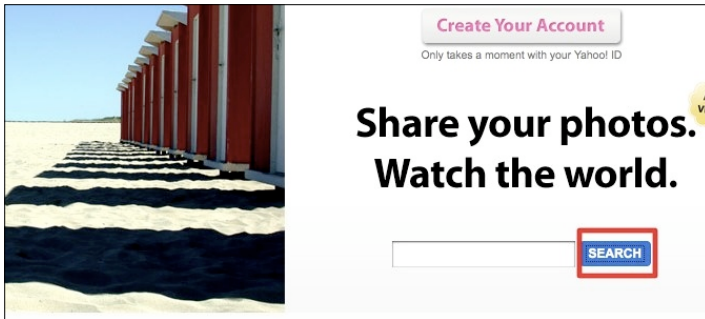 Create Your Account
Only takes a moment with your Yahoo! ID
Share your photos.
Watch the world.
SEARCH